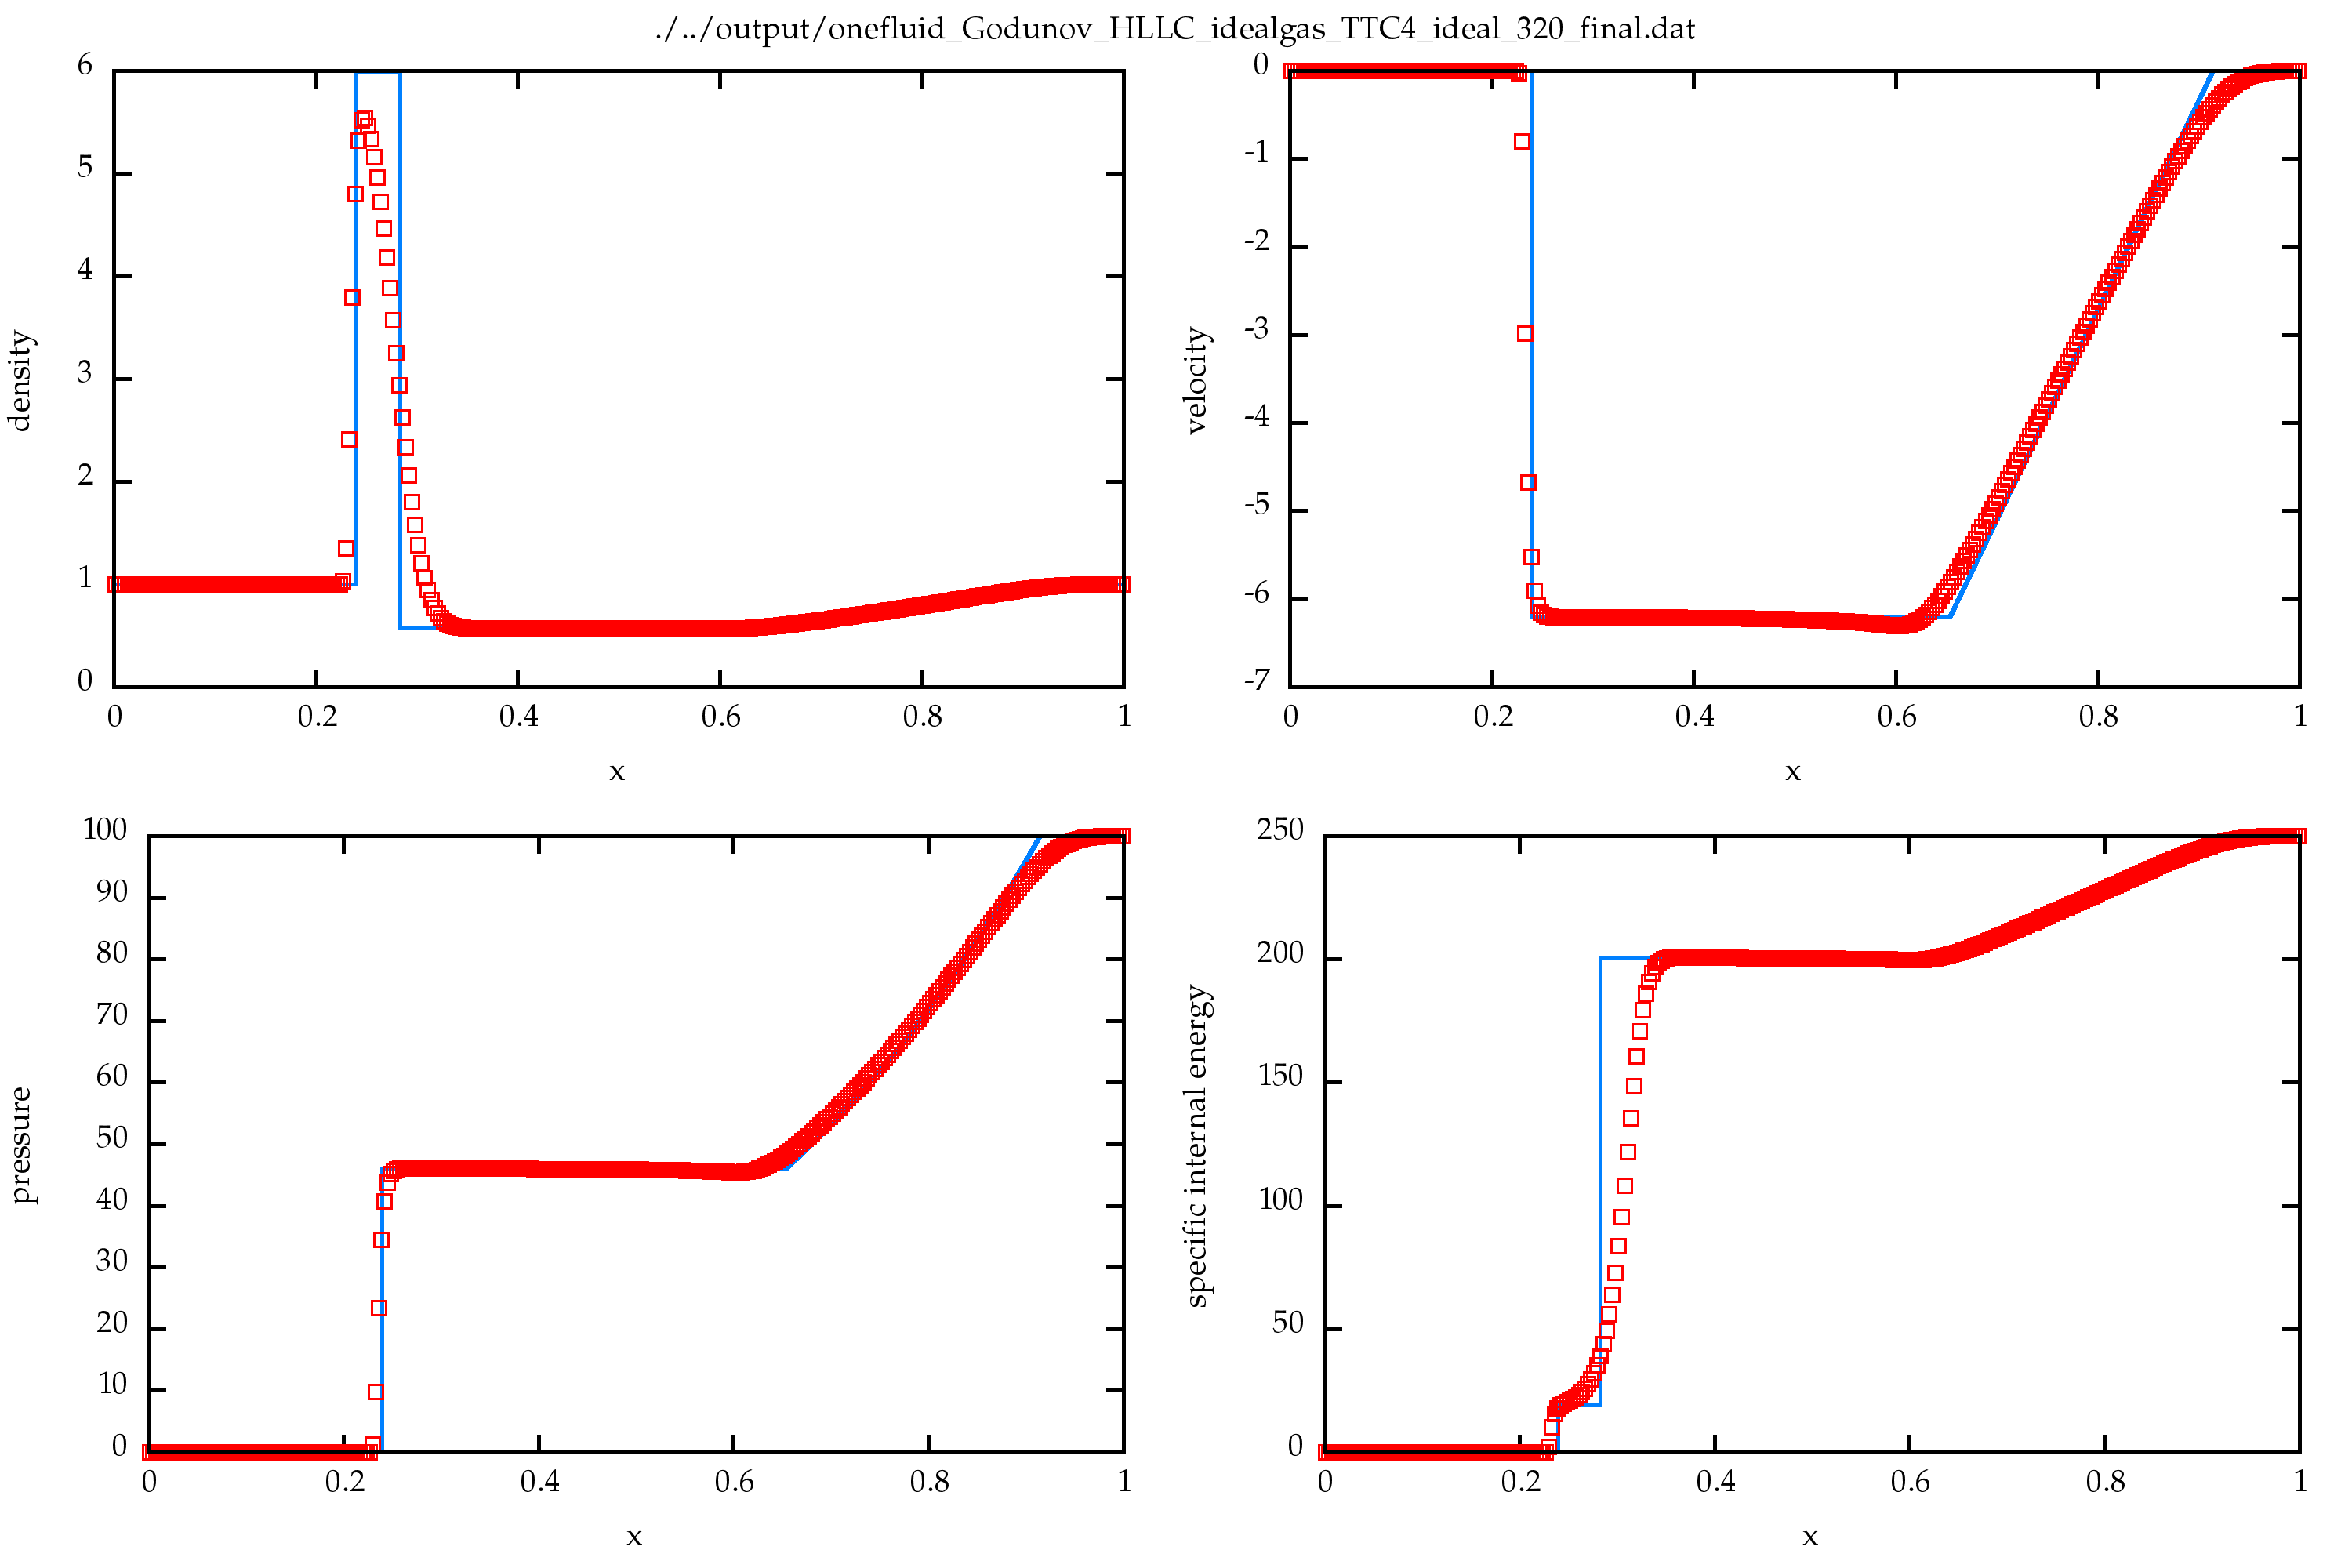 ./../output/onefluid_Godunov_HLLC_idealgas_TTC4_ideal_320_final.dat
6
5
4
3
2
1
0
density
0 0.2 0.4 0.6 0.8 1
x
0
-1
-2
-3
-4
-5
-6
-7
velocity
0 0.2 0.4 0.6 0.8 1
x
100
90
80
70
60
50
40
30
20
10
0
pressure
0 0.2 0.4 0.6 0.8 1
x
250
200
150
100
50
0
specific internal energy
0 0.2 0.4 0.6 0.8 1
x